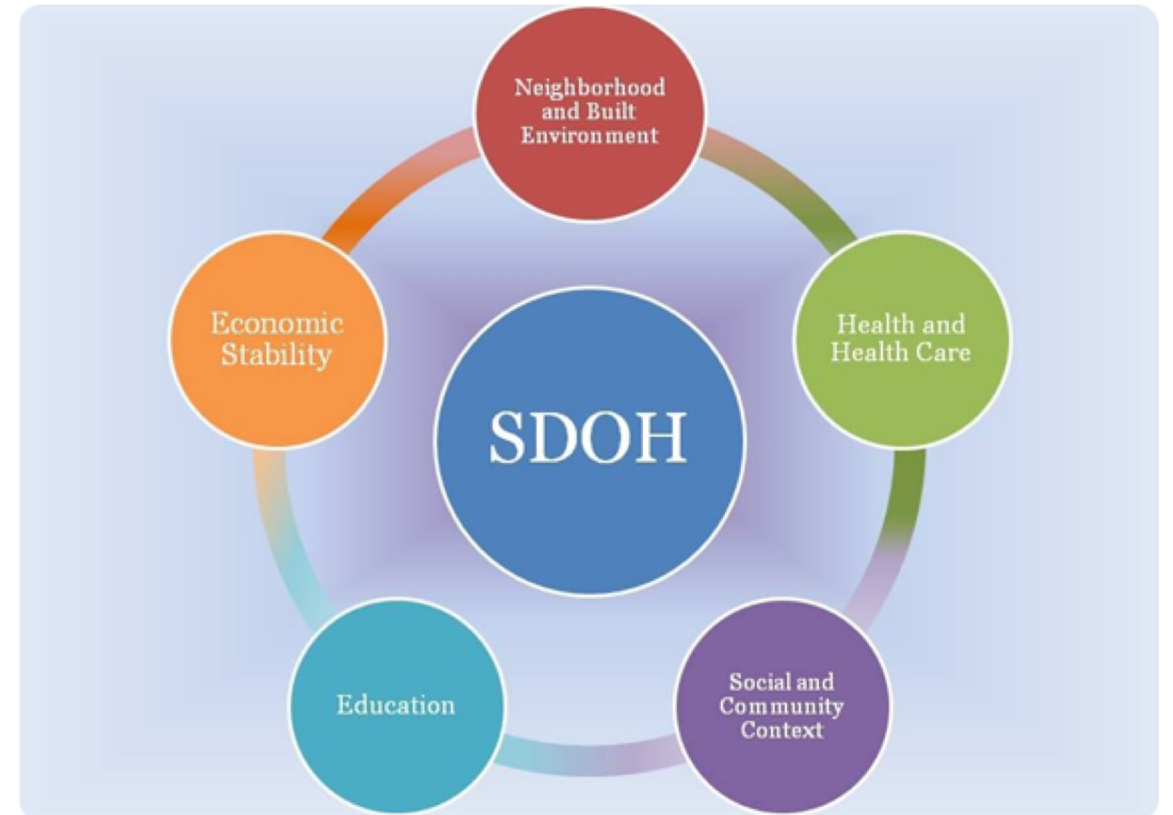 Neighborhood
and Built
Environment
Economic
Stability
Health and
Health Care
SDOH
Education
Social and
Community
Context